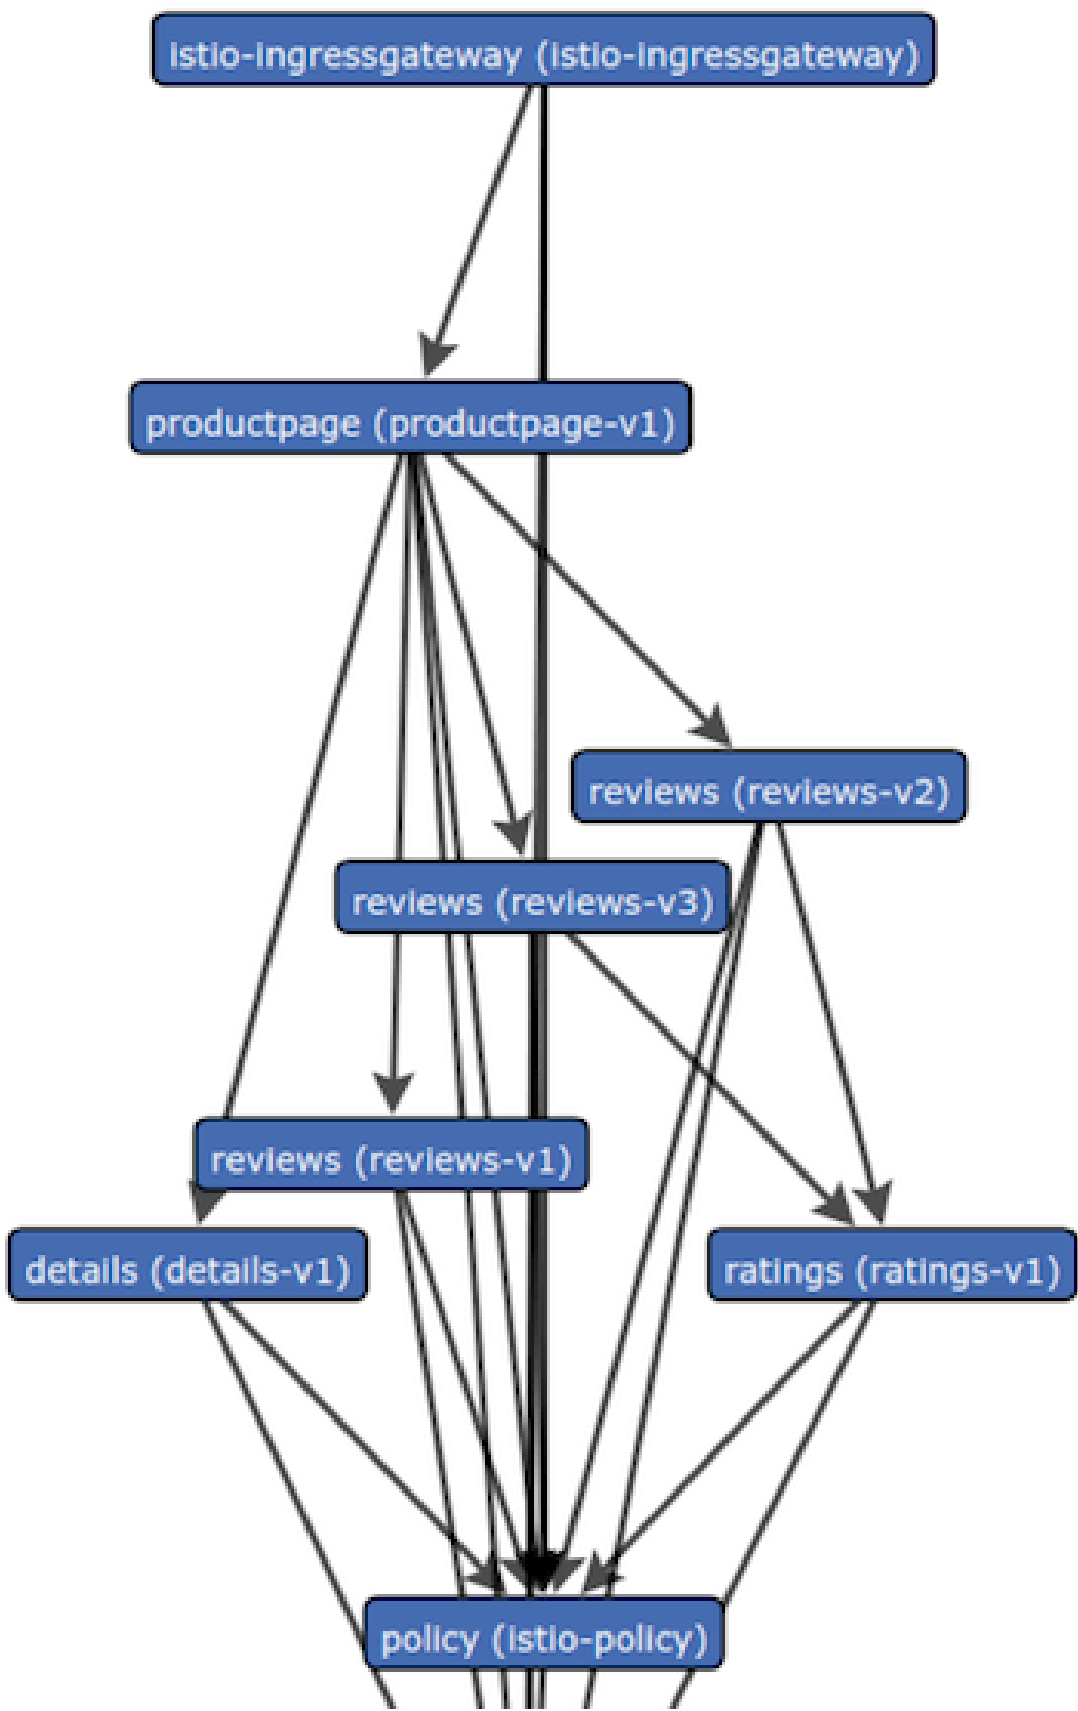 istio-ingressgateway (istio-ingressgateway)
productpage (productpage-v1)
reviews (reviews-v2)
reviews (reviews-v3)
reviews (reviews-v1)
details (details-v1)
ratings (ratings-v1)
policy (istio-policy)